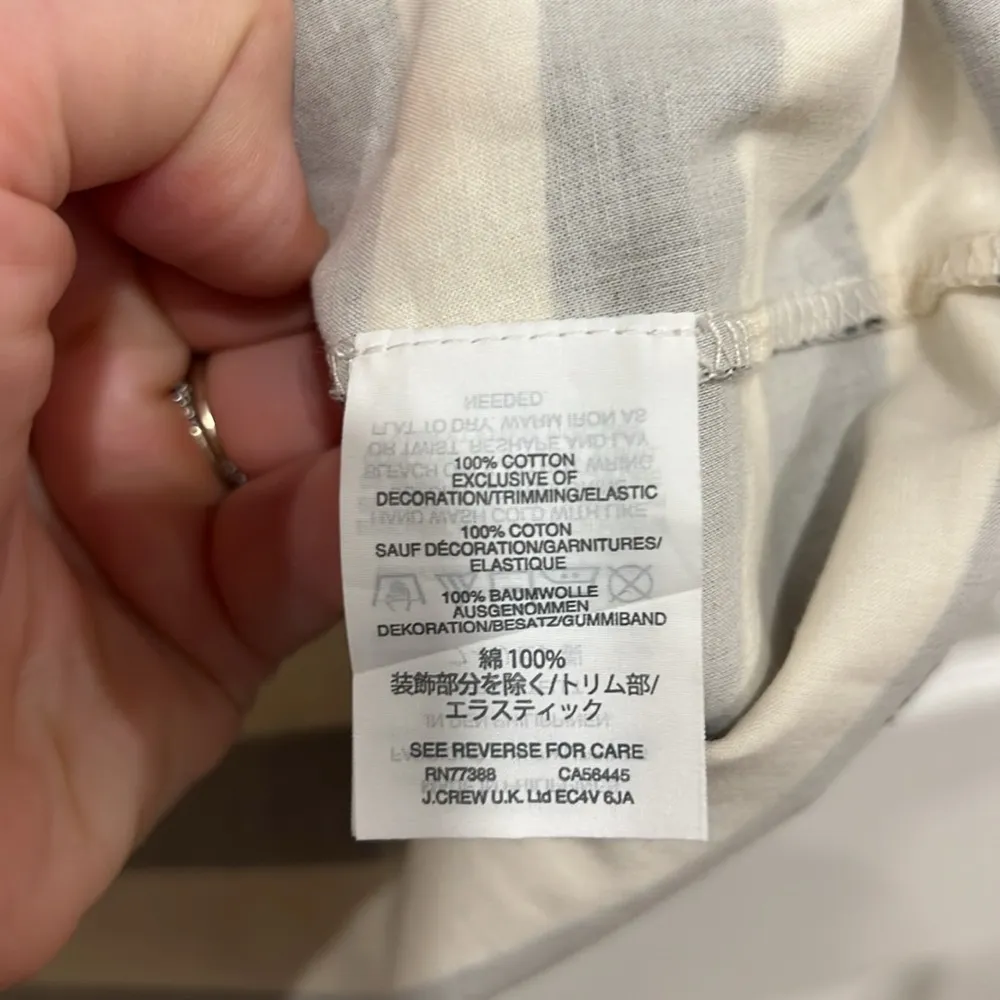 100% COTTON
EXCLUSIVE OF
DECORATION/TRIMMING/ELASTIC
100% COTON
SAUF DÉCORATION/GARNITURES/
ELASTIQUE
100% BAUMWOLLE
AUSGENOMMEN
DEKORATION/BESATZ/GUMMIBAND
綿 100%
装飾部分を除く/トリム部/
エラスティック
SEE REVERSE FOR CARE
RN77388 CA56445
J.CREW U.K. Ltd EC4V 6JA